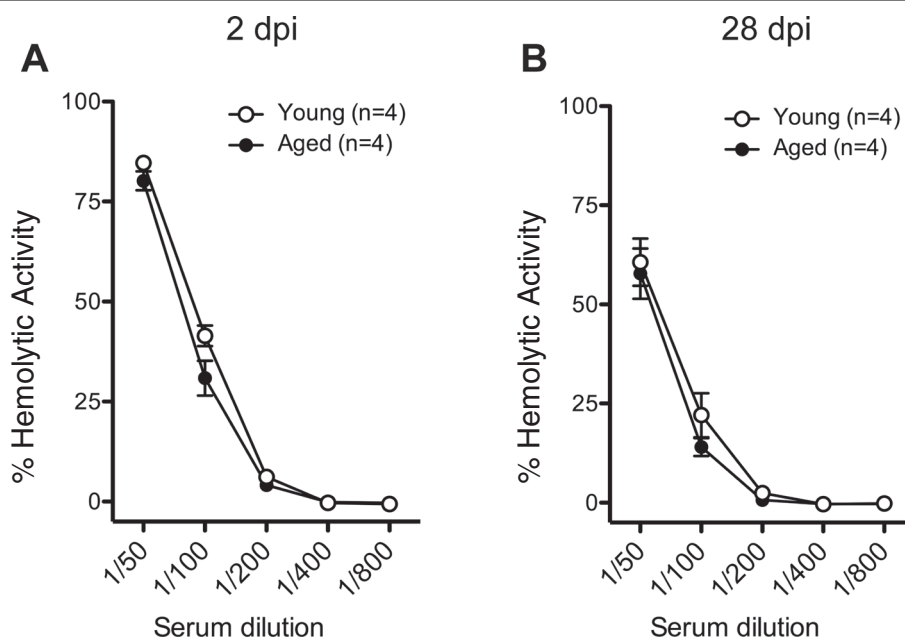 2 dpi
A
100
75
50
25
0
% Hemolytic Activity
Young (n=4)
Aged (n=4)
1/50
1/100
1/200
1/400
1/800
Serum dilution
28 dpi
B
100
75
50
25
0
% Hemolytic Activity
Young (n=4)
Aged (n=4)
1/50
1/100
1/200
1/400
1/800
Serum dilution